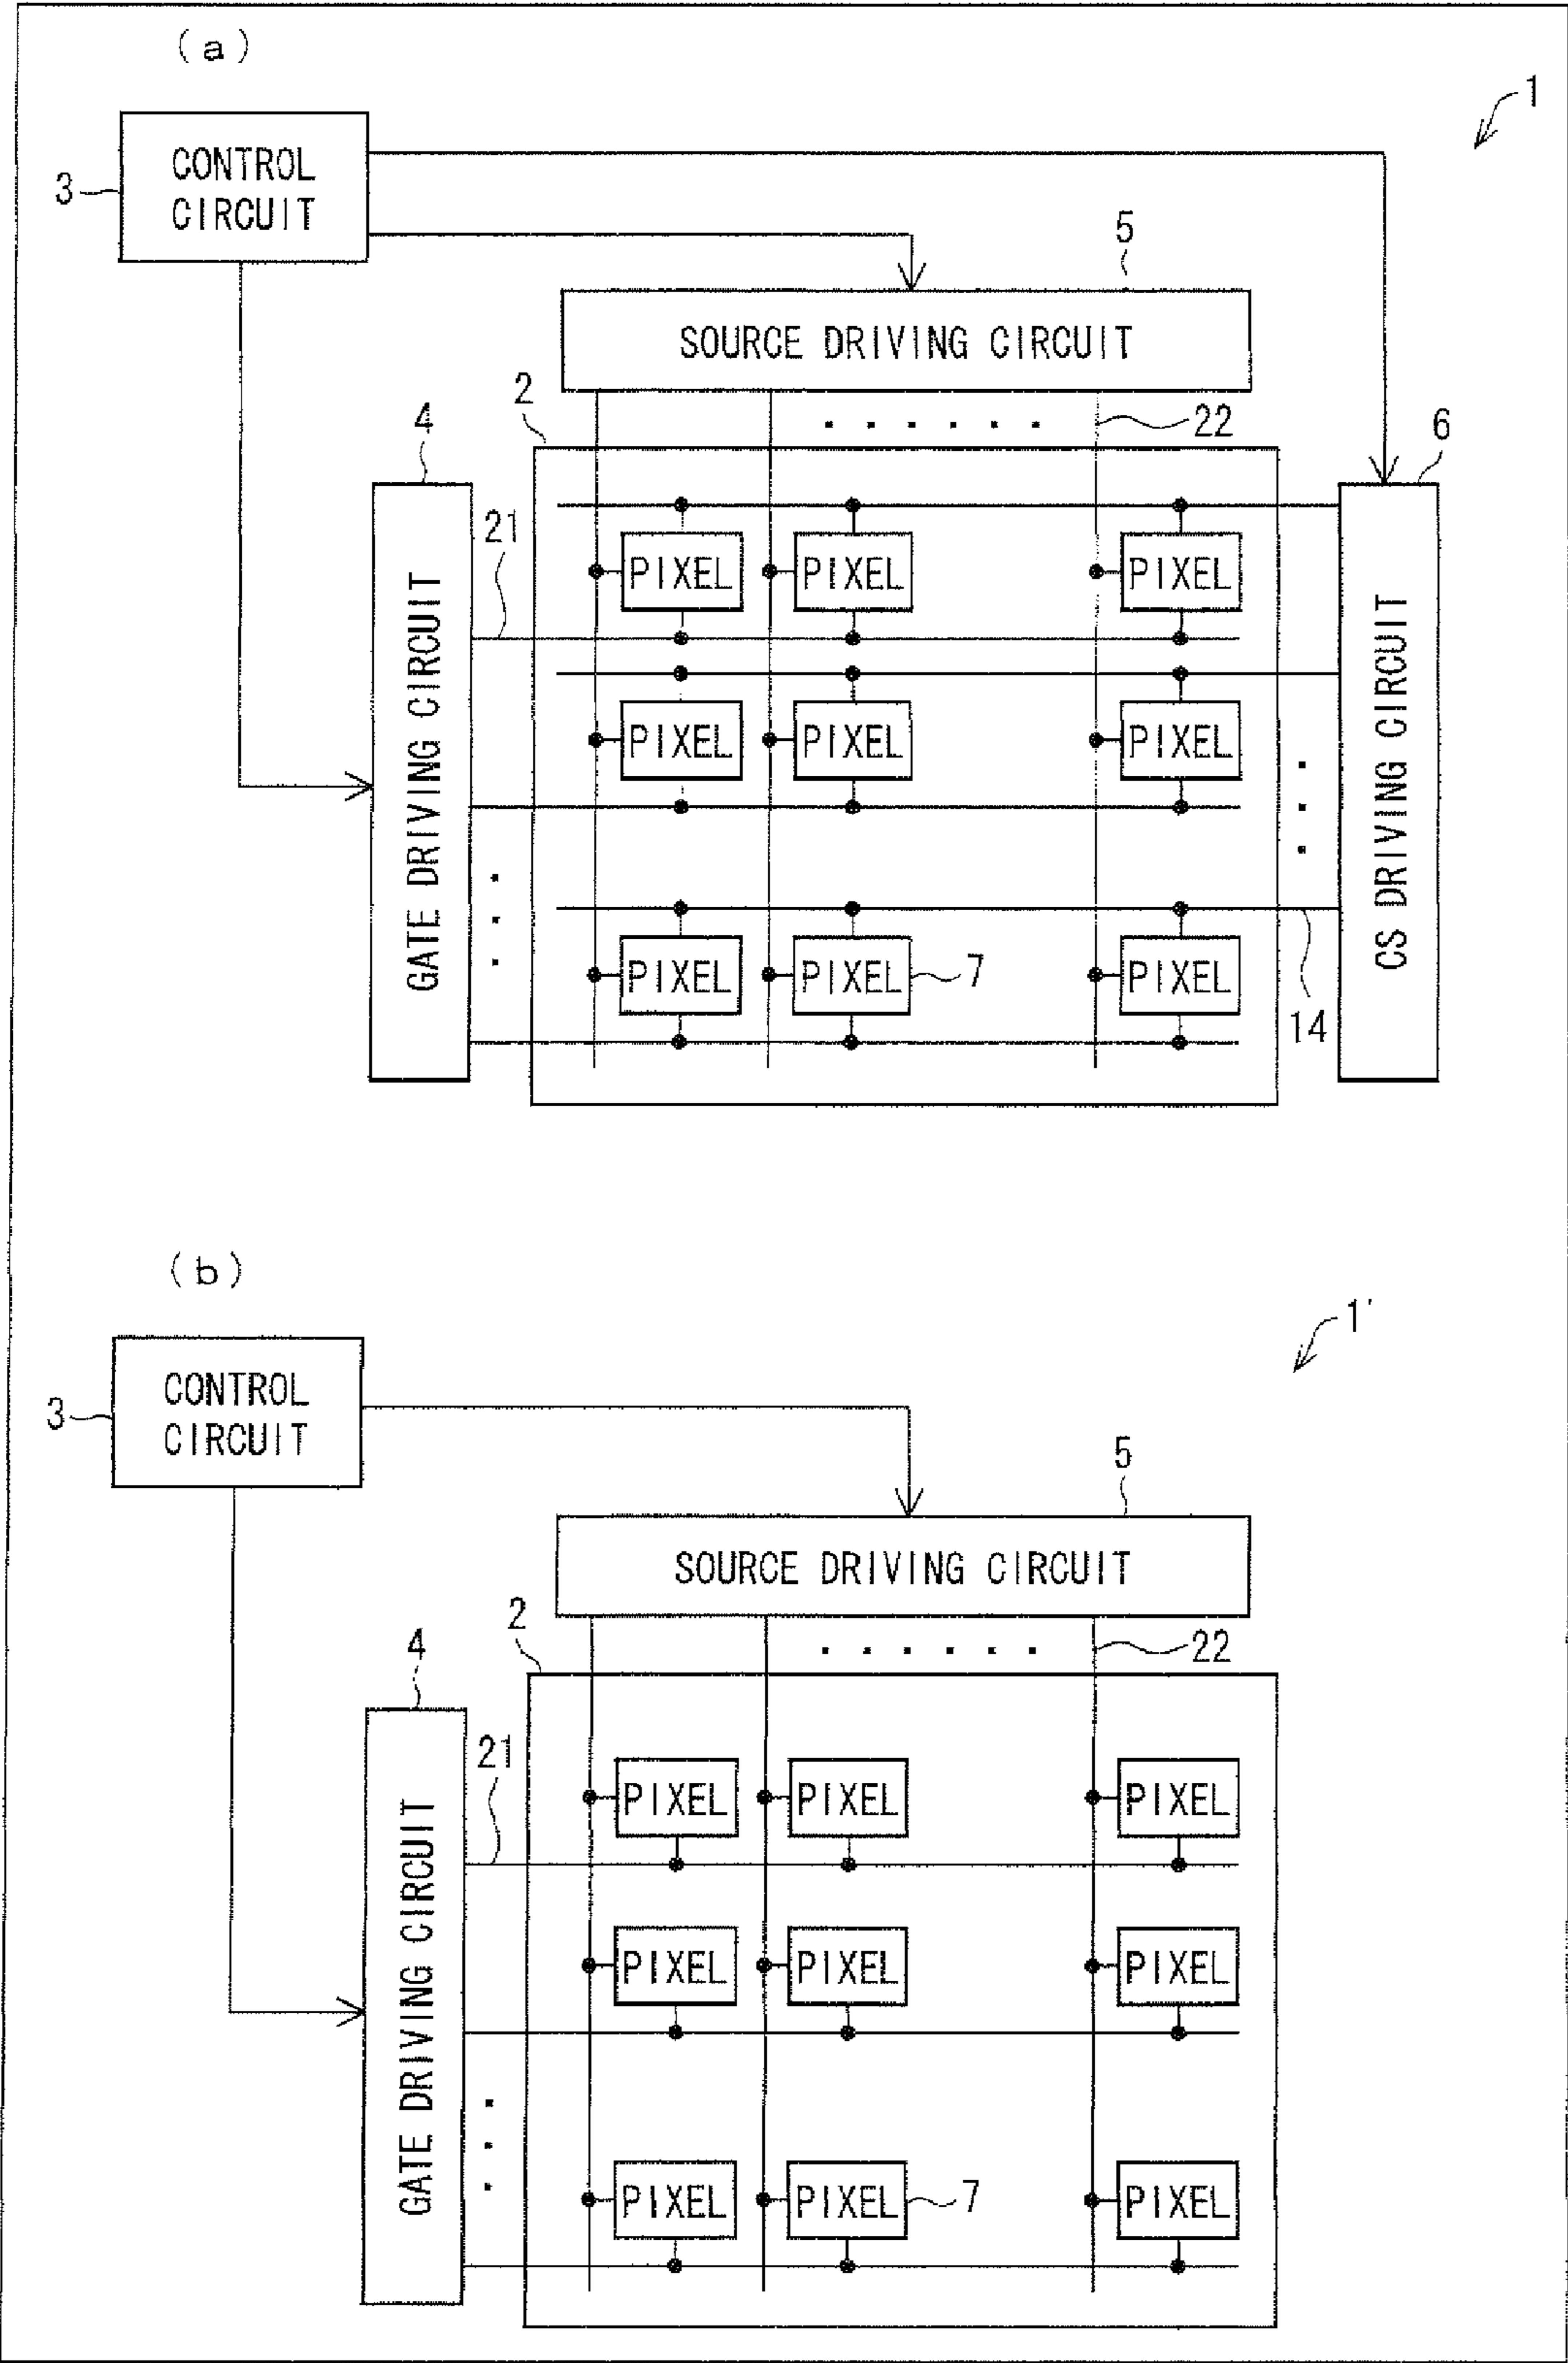 (a)
1
CONTROL
CIRCUIT
3
5
SOURCE DRIVING CIRCUIT
2
22
4
6
21
GATE DRIVING CIRCUIT
CS DRIVING CIRCUIT
PIXEL PIXEL PIXEL
PIXEL PIXEL PIXEL
PIXEL PIXEL 7 PIXEL
14
(b)
1'
CONTROL
CIRCUIT
3
5
SOURCE DRIVING CIRCUIT
2
22
4
21
GATE DRIVING CIRCUIT
PIXEL PIXEL PIXEL
PIXEL PIXEL PIXEL
PIXEL PIXEL 7 PIXEL